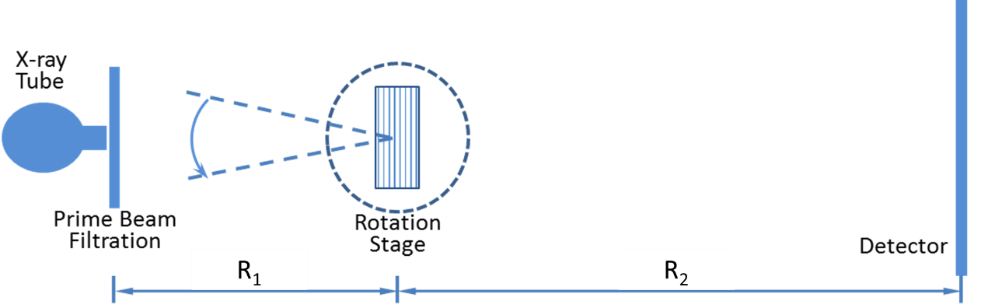 X-ray
Tube
Prime Beam
Filtration
Rotation
Stage
Detector
R₁
R₂